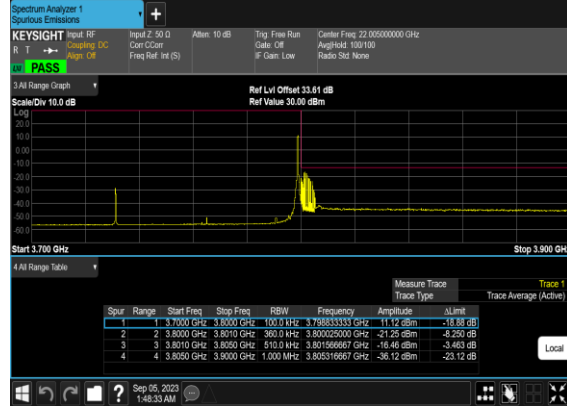 Spectrum Analyzer 1
Spurious Emissions
KEYSIGHT Input: RF Input Z: 50 Ω Atten: 10 dB Trig: Free Run Center Freq: 22.005000000 GHz
R T Coupling: DC Corr CCorr Gate: Off Avg|Hold: 100/100
Align: Off Freq Ref: Int (S) IF Gain: Low Radio Std: None
PASS
3 All Range Graph
Ref Lvl Offset 33.61 dB
Scale/Div 10.0 dB Ref Value 30.00 dBm
Log
20.0
10.0
0.00
-10.0
-20.0
-30.0
-40.0
-50.0
-60.0
Start 3.700 GHz Stop 3.900 GHz
4 All Range Table
Measure Trace Trace 1
Trace Type Trace Average (Active)
Spur Range Start Freq Stop Freq RBW Frequency Amplitude ΔLimit
1 1 3.7000 GHz 3.8000 GHz 100.0 kHz 3.798833333 GHz 11.12 dBm -18.88 dB
2 2 3.8000 GHz 3.8010 GHz 360.0 kHz 3.800025000 GHz -21.25 dBm -8.250 dB
3 3 3.8010 GHz 3.8050 GHz 510.0 kHz 3.801566667 GHz -16.46 dBm -3.463 dB
4 4 3.8050 GHz 3.9000 GHz 1.000 MHz 3.805316667 GHz -36.12 dBm -23.12 dB
Local
?
Sep 05, 2023
1:48:33 AM